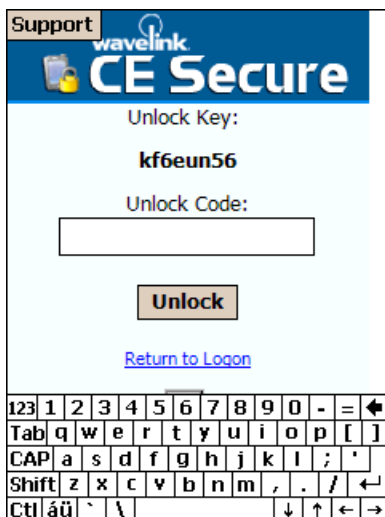 Support
wavelink
CE Secure
Unlock Key:
kf6eun56
Unlock Code:
Unlock
Return to Logon
123 1 2 3 4 5 6 7 8 9 0 - =
Tab q w e r t y u i o p [ ]
CAP a s d f g h j k l ; '
Shift z x c v b n m , . /
Ctl áü ` \